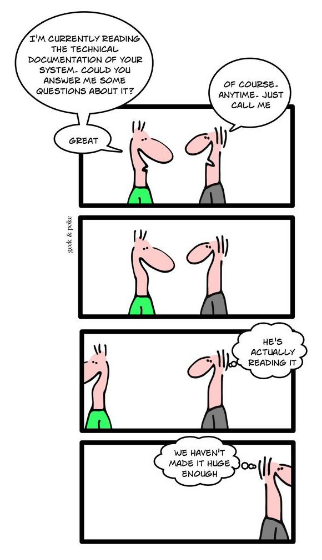 I'M CURRENTLY READING
THE TECHNICAL
DOCUMENTATION OF YOUR
SYSTEM. COULD YOU
ANSWER ME SOME
QUESTIONS ABOUT IT?
OF COURSE.
ANYTIME. JUST
CALL ME
GREAT
geek & poke
HE'S
ACTUALLY
READING IT
WE HAVEN'T
MADE IT HUGE
ENOUGH